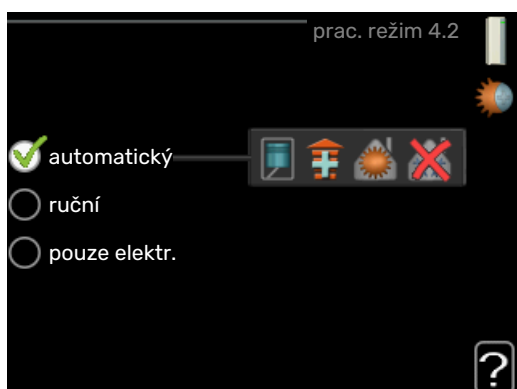 prac. režim 4.2
automatický
ruční
pouze elektr.
?